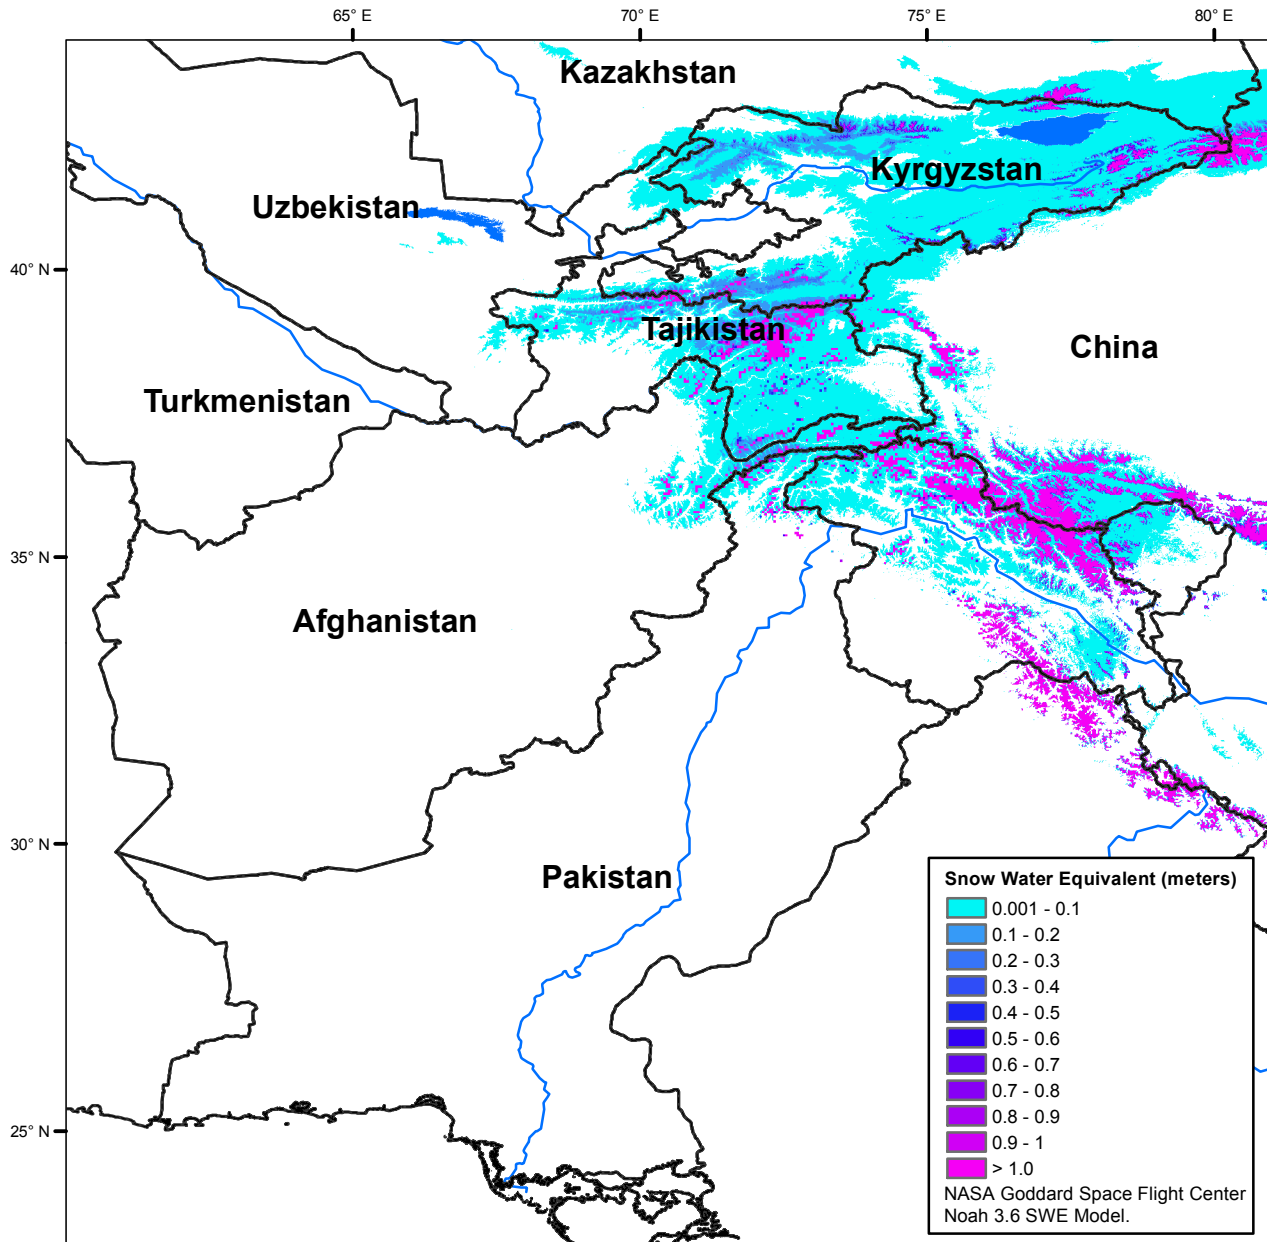 65° E
70° E
75° E
80° E
Kazakhstan
Kyrgyzstan
Uzbekistan
40° N
Tajikistan
China
Turkmenistan
35° N
Afghanistan
30° N
Pakistan
25° N
Snow Water Equivalent (meters)
0.001 - 0.1
0.1 - 0.2
0.2 - 0.3
0.3 - 0.4
0.4 - 0.5
0.5 - 0.6
0.6 - 0.7
0.7 - 0.8
0.8 - 0.9
0.9 - 1
> 1.0
NASA Goddard Space Flight Center
Noah 3.6 SWE Model.